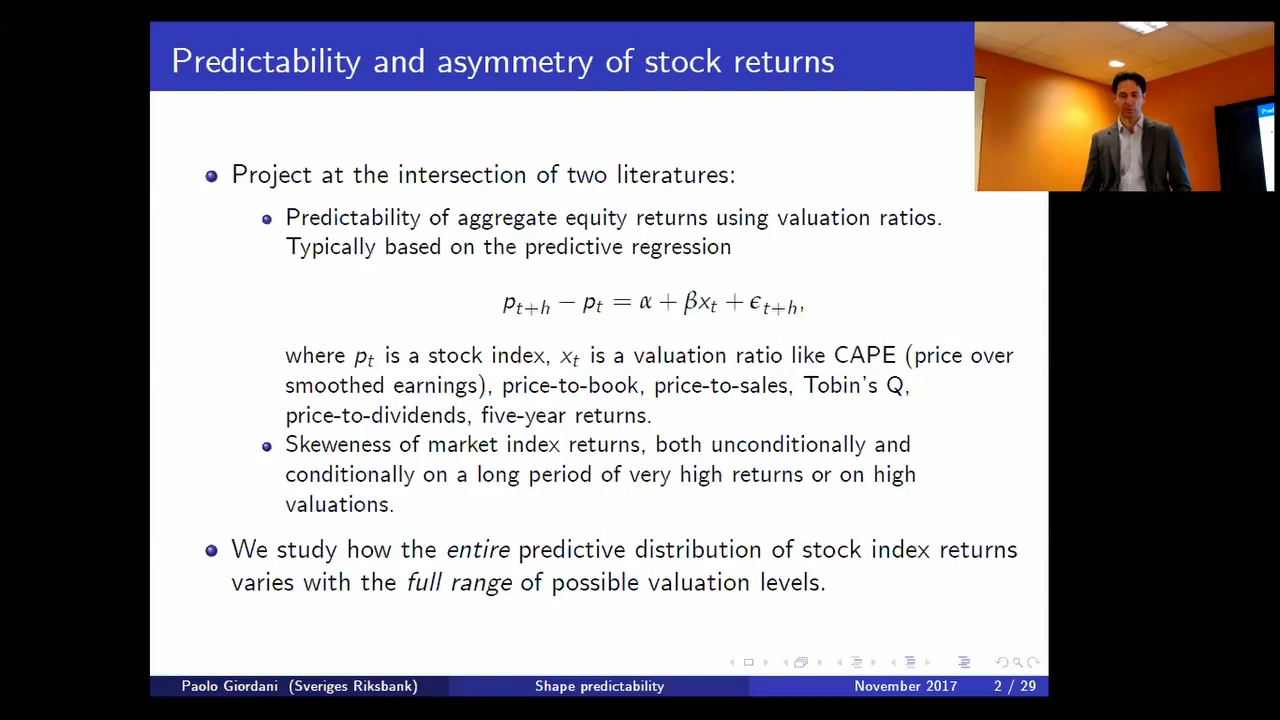 Predictability and asymmetry of stock returns
Project at the intersection of two literatures:
Predictability of aggregate equity returns using valuation ratios.
Typically based on the predictive regression
p_{t+h} − p_t = α + βx_t + ϵ_{t+h},
where p_t is a stock index, x_t is a valuation ratio like CAPE (price over
smoothed earnings), price-to-book, price-to-sales, Tobin's Q,
price-to-dividends, five-year returns.
Skeweness of market index returns, both unconditionally and
conditionally on a long period of very high returns or on high
valuations.
We study how the entire predictive distribution of stock index returns
varies with the full range of possible valuation levels.
Paolo Giordani (Sveriges Riksbank) Shape predictability November 2017 2 / 29